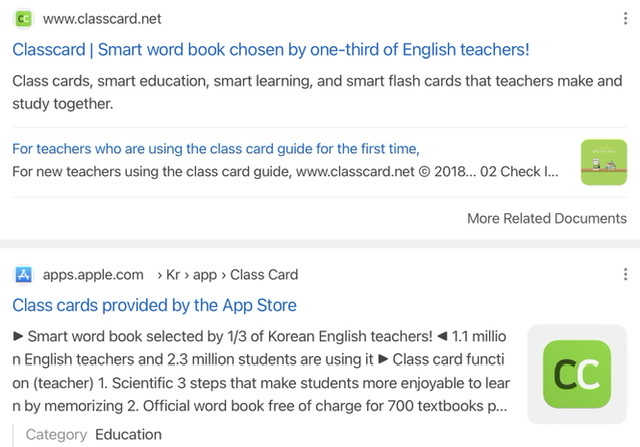 CC www.classcard.net
Classcard | Smart word book chosen by one-third of English teachers!
Class cards, smart education, smart learning, and smart flash cards that teachers make and
study together.
For teachers who are using the class card guide for the first time,
For new teachers using the class card guide, www.classcard.net © 2018... 02 Check I...
More Related Documents
apps.apple.com › Kr › app › Class Card
Class cards provided by the App Store
▶ Smart word book selected by 1/3 of Korean English teachers! ◀ 1.1 millio
n English teachers and 2.3 million students are using it ▶ Class card functi
on (teacher) 1. Scientific 3 steps that make students more enjoyable to lear
n by memorizing 2. Official word book free of charge for 700 textbooks p...
CC
Category Education